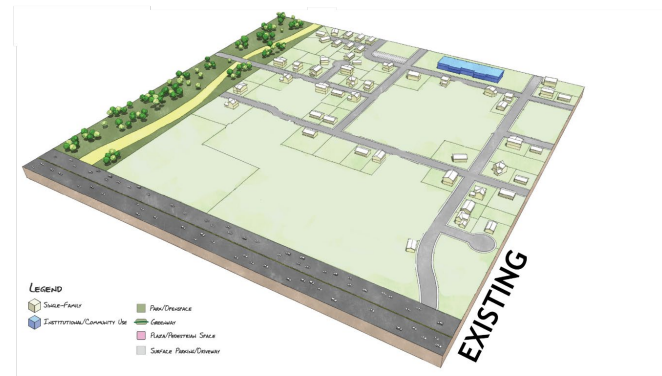 EXISTING
LEGEND
SINGLE-FAMILY
INSTITUTIONAL/COMMUNITY USE
PARK/OPENSPACE
GREENWAY
PLAZA/PEDESTRIAN SPACE
SURFACE PARKING/DRIVEWAY